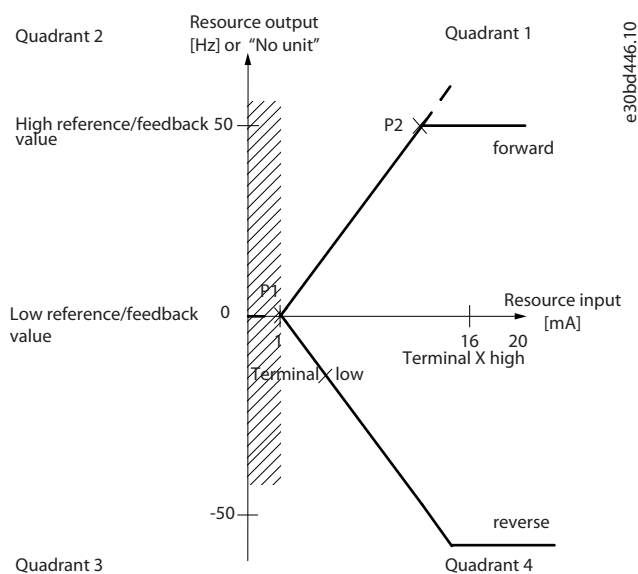 Quadrant 2
Resource output
[Hz] or "No unit"
Quadrant 1
e30bd446.10
High reference/feedback
value
50
P2
forward
P1
Low reference/feedback
value
0
Resource input
[mA]
1
16
20
Terminal X high
Terminal X low
-50
reverse
Quadrant 3
Quadrant 4